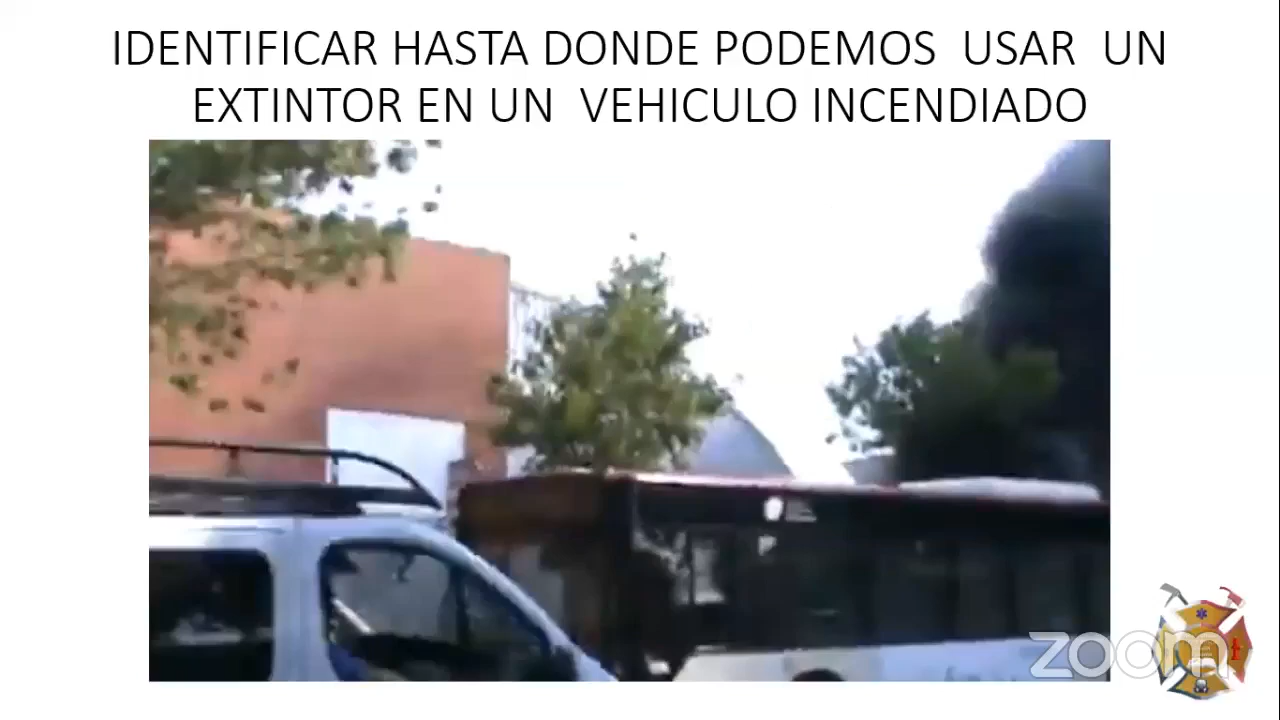 IDENTIFICAR HASTA DONDE PODEMOS USAR UN
EXTINTOR EN UN VEHICULO INCENDIADO
zoom